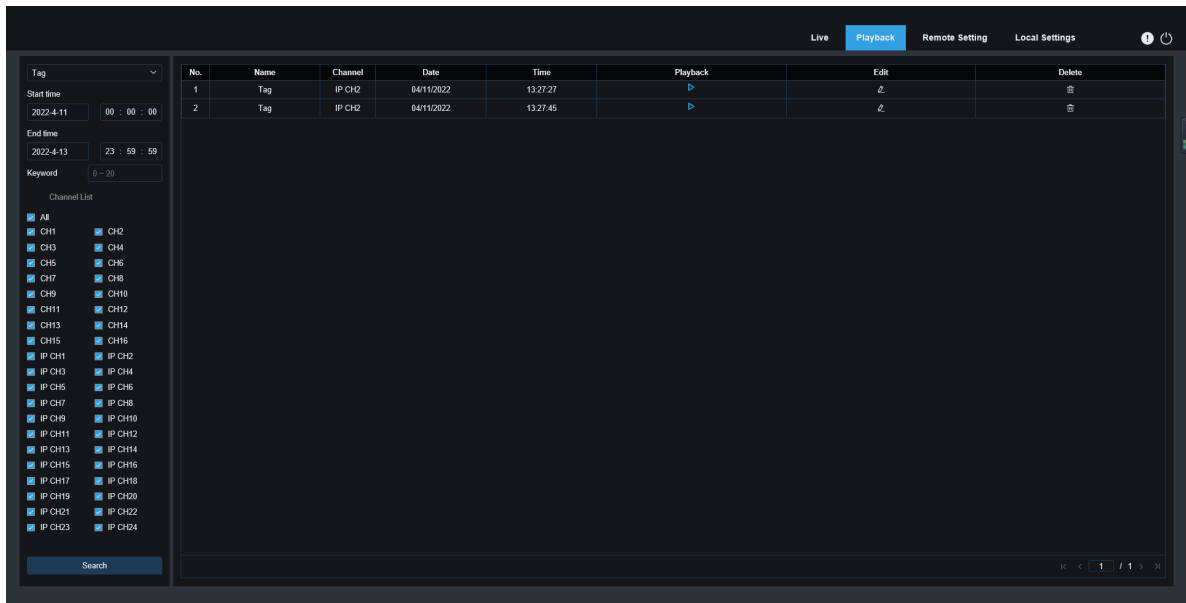 Live Playback Remote Setting Local Settings
Tag
Start time
2022-4-11 00 : 00 : 00
End time
2022-4-13 23 : 59 : 59
Keyword 0 ~ 20
Channel List
All
CH1 CH2
CH3 CH4
CH5 CH6
CH7 CH8
CH9 CH10
CH11 CH12
CH13 CH14
CH15 CH16
IP CH1 IP CH2
IP CH3 IP CH4
IP CH5 IP CH6
IP CH7 IP CH8
IP CH9 IP CH10
IP CH11 IP CH12
IP CH13 IP CH14
IP CH15 IP CH16
IP CH17 IP CH18
IP CH19 IP CH20
IP CH21 IP CH22
IP CH23 IP CH24
Search
No. Name Channel Date Time Playback Edit Delete
1 Tag IP CH2 04/11/2022 13:27:27
2 Tag IP CH2 04/11/2022 13:27:45
1 / 1